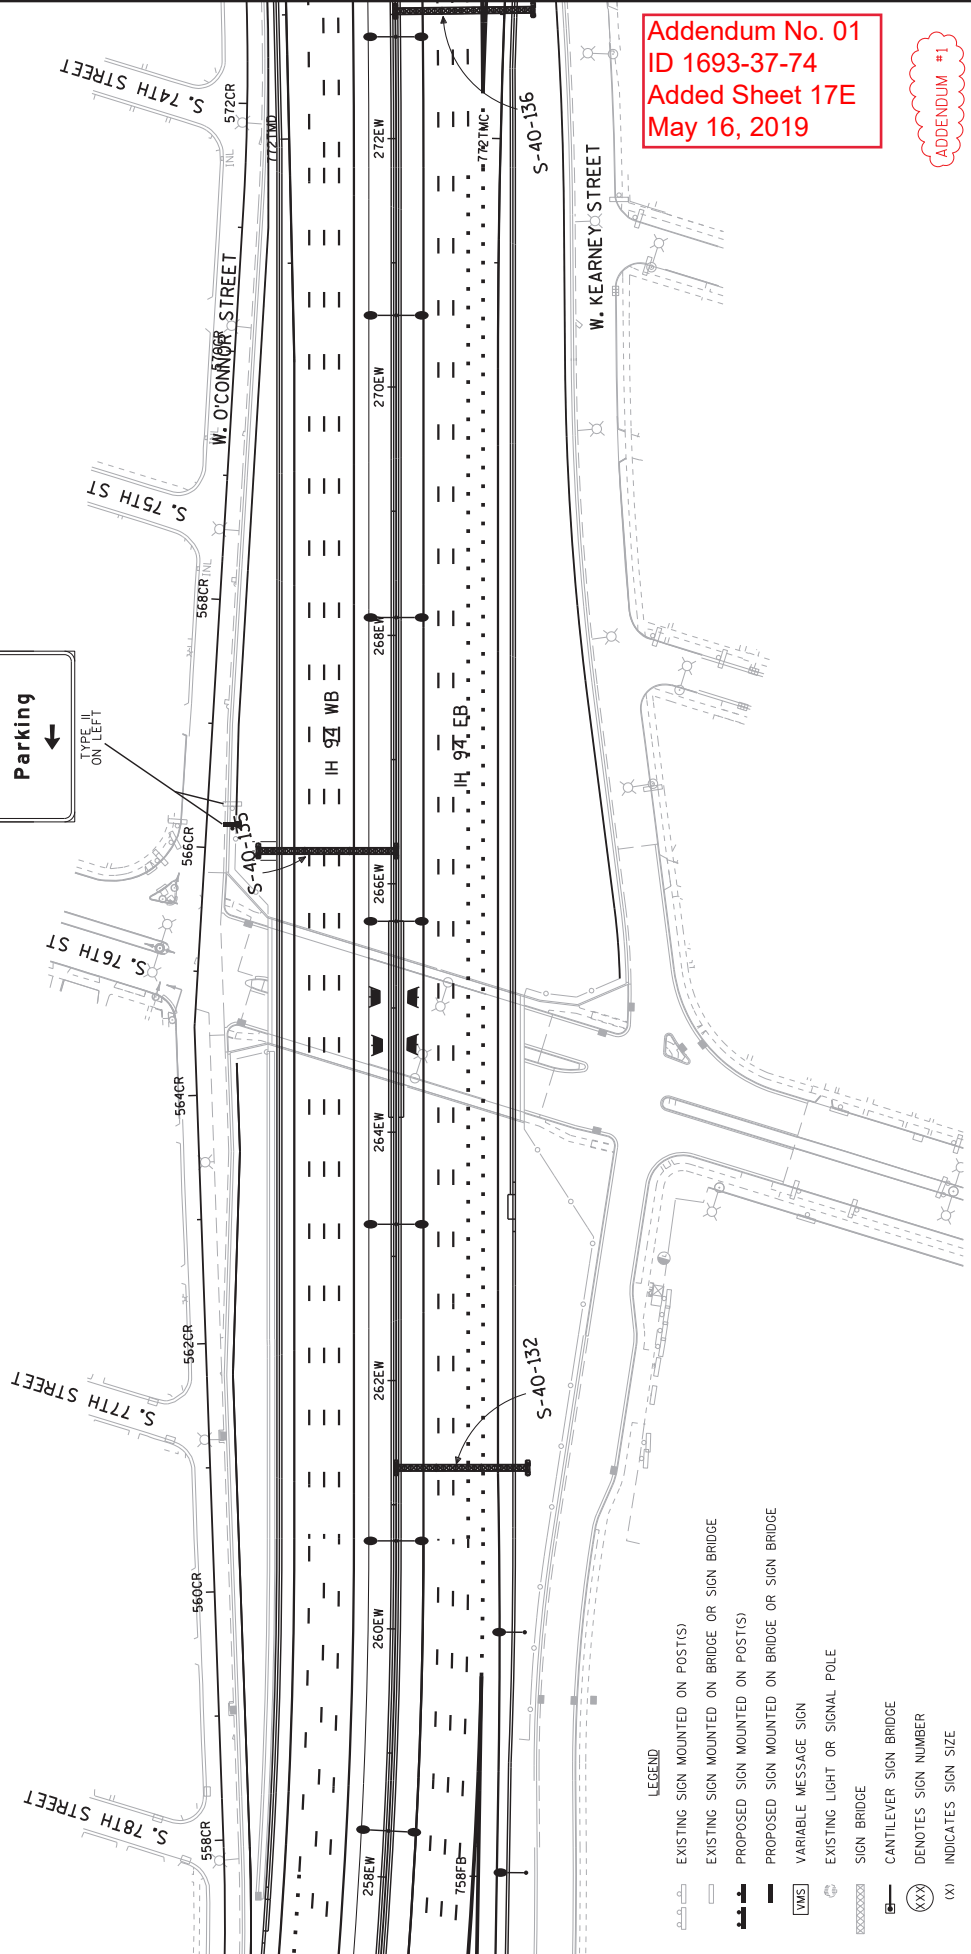 Addendum No. 01
ID 1693-37-74
Added Sheet 17E
May 16, 2019
ADDENDUM #1
S. 74TH STREET
572CR
INL
772TMD
272EW
772TMC
S-40-136
W. KEARNEY STREET
W. O'CONNOR STREET
570CR
INL
270EW
S. 75TH ST
INL
568CR
268EW
Parking
TYPE II
ON LEFT
IH 94 WB
IH 94 EB
566CR
S-40-135
266EW
S. 76TH ST
564CR
264EW
562CR
262EW
S-40-132
S. 77TH STREET
560CR
260EW
S. 78TH STREET
558CR
258EW
758FB
LEGEND
EXISTING SIGN MOUNTED ON POST(S)
EXISTING SIGN MOUNTED ON BRIDGE OR SIGN BRIDGE
PROPOSED SIGN MOUNTED ON POST(S)
PROPOSED SIGN MOUNTED ON BRIDGE OR SIGN BRIDGE
VMS VARIABLE MESSAGE SIGN
EXISTING LIGHT OR SIGNAL POLE
SIGN BRIDGE
CANTILEVER SIGN BRIDGE
XXX DENOTES SIGN NUMBER
(X) INDICATES SIGN SIZE